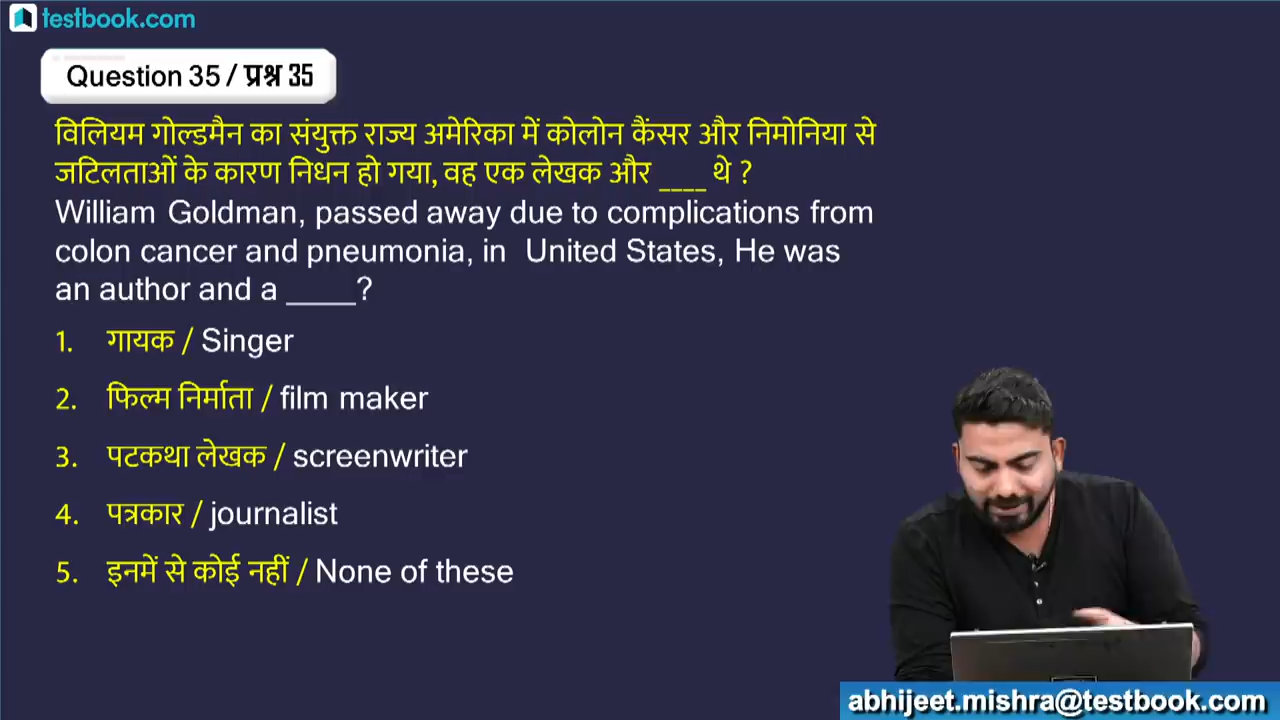 testbook.com
Question 35 / प्रश्न 35
विलियम गोल्डमैन का संयुक्त राज्य अमेरिका में कोलोन कैंसर और निमोनिया से
जटिलताओं के कारण निधन हो गया, वह एक लेखक और ____ थे ?
William Goldman, passed away due to complications from
colon cancer and pneumonia, in United States, He was
an author and a _____?
1. गायक / Singer
2. फिल्म निर्माता / film maker
3. पटकथा लेखक / screenwriter
4. पत्रकार / journalist
5. इनमें से कोई नहीं / None of these
abhijeet.mishra@testbook.com